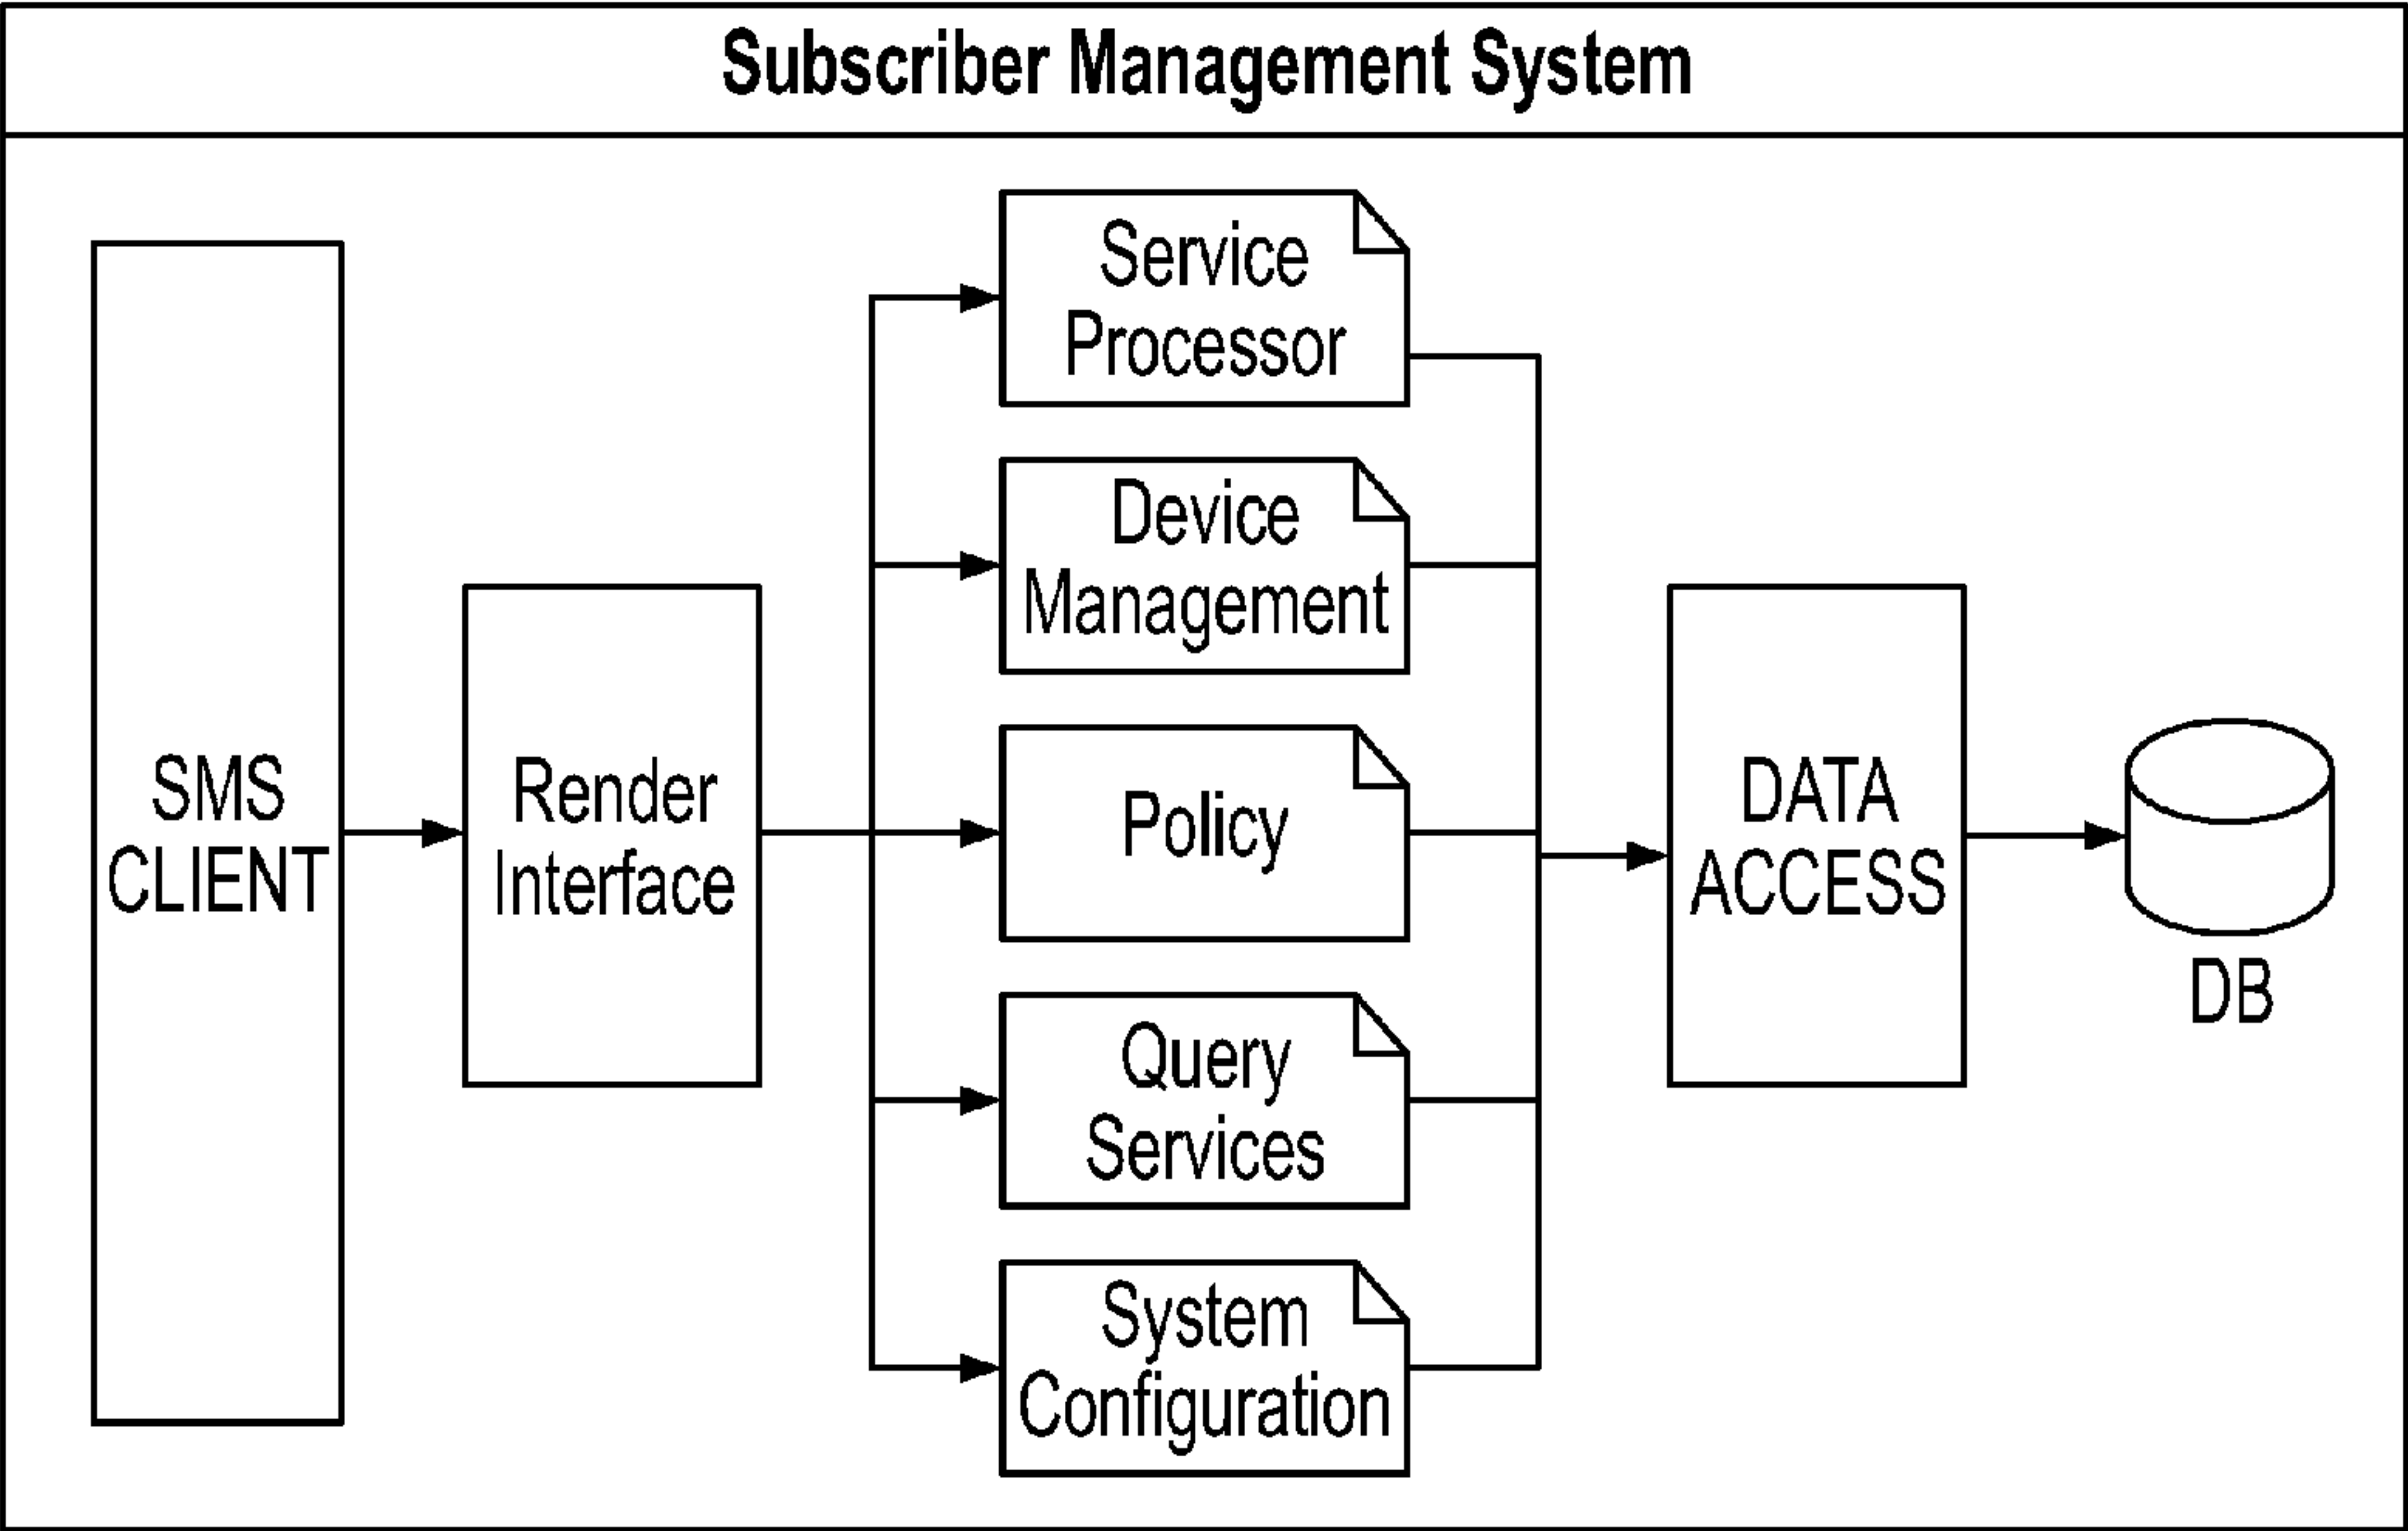 Subscriber Management System
SMS
CLIENT
Render
Interface
Service
Processor
Device
Management
Policy
Query
Services
System
Configuration
DATA
ACCESS
DB